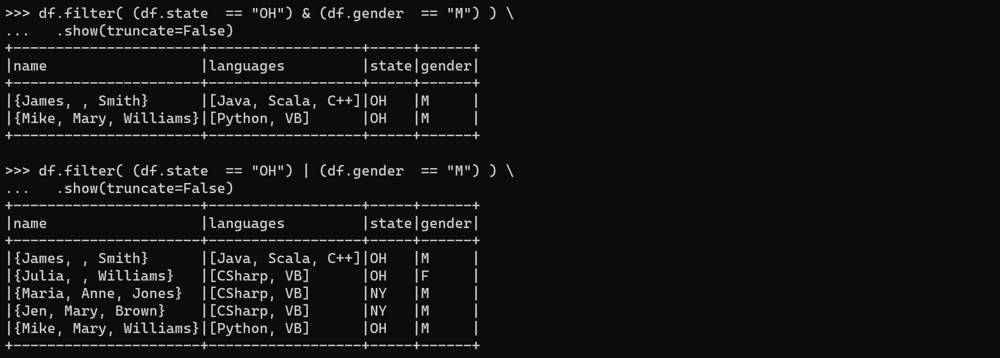 >>> df.filter( (df.state  == "OH") & (df.gender  == "M") ) \
...   .show(truncate=False)
+----------------------+------------------+-----+------+
|name                  |languages         |state|gender|
+----------------------+------------------+-----+------+
|{James, , Smith}      |[Java, Scala, C++]|OH   |M     |
|{Mike, Mary, Williams}|[Python, VB]      |OH   |M     |
+----------------------+------------------+-----+------+

>>> df.filter( (df.state  == "OH") | (df.gender  == "M") ) \
...   .show(truncate=False)
+----------------------+------------------+-----+------+
|name                  |languages         |state|gender|
+----------------------+------------------+-----+------+
|{James, , Smith}      |[Java, Scala, C++]|OH   |M     |
|{Julia, , Williams}   |[CSharp, VB]      |OH   |F     |
|{Maria, Anne, Jones}  |[CSharp, VB]      |NY   |M     |
|{Jen, Mary, Brown}    |[CSharp, VB]      |NY   |M     |
|{Mike, Mary, Williams}|[Python, VB]      |OH   |M     |
+----------------------+------------------+-----+------+